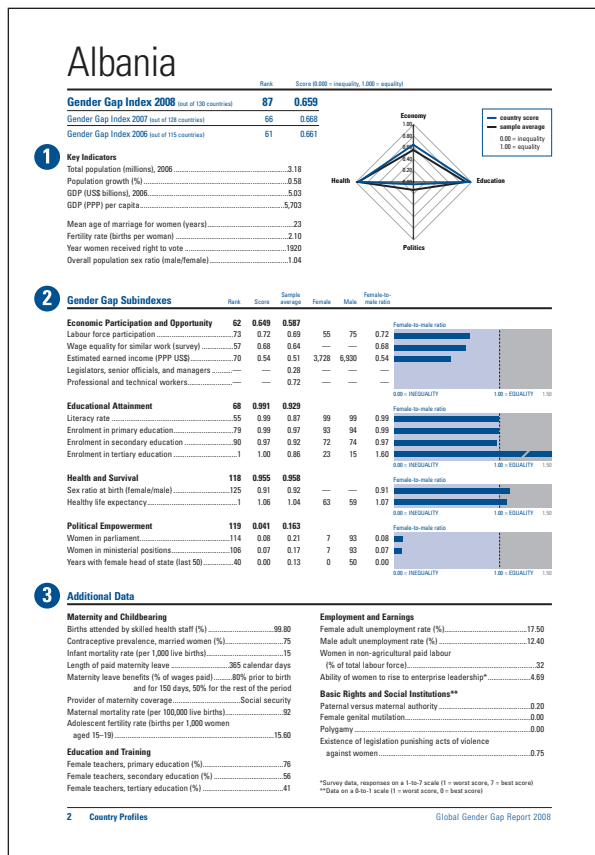 Albania
Rank Score (0.000 = inequality, 1.000 = equality)
Gender Gap Index 2008 (out of 130 countries) 87 0.659
Gender Gap Index 2007 (out of 128 countries) 66 0.668
Gender Gap Index 2006 (out of 115 countries) 61 0.661
Economy
1.00
0.80
0.60
0.40
0.20
0.00
Health
Education
Politics
country score
sample average
0.00 = inequality
1.00 = equality
1
Key Indicators
Total population (millions), 2006 3.18
Population growth (%) 0.58
GDP (US$ billions), 2006 5.03
GDP (PPP) per capita 5,703
Mean age of marriage for women (years) 23
Fertility rate (births per woman) 2.10
Year women received right to vote 1920
Overall population sex ratio (male/female) 1.04
2 Gender Gap Subindexes Rank Score Sample average Female Male Female-to-male ratio
Economic Participation and Opportunity 62 0.649 0.587
Labour force participation 73 0.72 0.69 55 75 0.72
Wage equality for similar work (survey) 57 0.68 0.64 — — 0.68
Estimated earned income (PPP US$) 70 0.54 0.51 3,728 6,930 0.54
Legislators, senior officials, and managers — — 0.28
Professional and technical workers — — 0.72
Female-to-male ratio
0.00 = INEQUALITY 1.00 = EQUALITY 1.50
Educational Attainment 68 0.991 0.929
Literacy rate 55 0.99 0.87 99 99 0.99
Enrolment in primary education 79 0.99 0.97 93 94 0.99
Enrolment in secondary education 90 0.97 0.92 72 74 0.97
Enrolment in tertiary education 1 1.00 0.86 23 15 1.60
Female-to-male ratio
0.00 = INEQUALITY 1.00 = EQUALITY 1.50
Health and Survival 118 0.955 0.958
Sex ratio at birth (female/male) 125 0.91 0.92 — — 0.91
Healthy life expectancy 1 1.06 1.04 63 59 1.07
Female-to-male ratio
0.00 = INEQUALITY 1.00 = EQUALITY 1.50
Political Empowerment 119 0.041 0.163
Women in parliament 114 0.08 0.21 7 93 0.08
Women in ministerial positions 106 0.07 0.17 7 93 0.07
Years with female head of state (last 50) 40 0.00 0.13 0 50 0.00
Female-to-male ratio
0.00 = INEQUALITY 1.00 = EQUALITY 1.50
3 Additional Data
Maternity and Childbearing
Births attended by skilled health staff (%) 99.80
Contraceptive prevalence, married women (%) 75
Infant mortality rate (per 1,000 live births) 15
Length of paid maternity leave 365 calendar days
Maternity leave benefits (% of wages paid) 80% prior to birth
and for 150 days, 50% for the rest of the period
Provider of maternity coverage Social security
Maternal mortality rate (per 100,000 live births) 92
Adolescent fertility rate (births per 1,000 women
aged 15–19) 15.60
Education and Training
Female teachers, primary education (%) 76
Female teachers, secondary education (%) 56
Female teachers, tertiary education (%) 41
Employment and Earnings
Female adult unemployment rate (%) 17.50
Male adult unemployment rate (%) 12.40
Women in non-agricultural paid labour
(% of total labour force) 32
Ability of women to rise to enterprise leadership* 4.69
Basic Rights and Social Institutions**
Paternal versus maternal authority 0.20
Female genital mutilation 0.00
Polygamy 0.00
Existence of legislation punishing acts of violence
against women 0.75
*Survey data, responses on a 1-to-7 scale (1 = worst score, 7 = best score)
**Data on a 0-to-1 scale (1 = worst score, 0 = best score)
2 Country Profiles
Global Gender Gap Report 2008